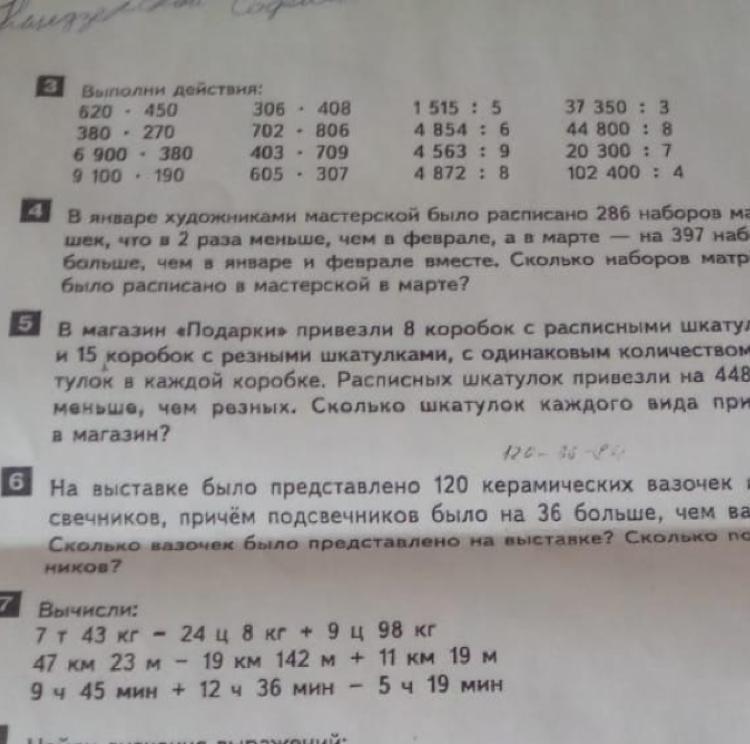 3 Выполни действия:
620 · 450 306 · 408 1 515 : 5 37 350 : 3
380 · 270 702 · 806 4 854 : 6 44 800 : 8
6 900 · 380 403 · 709 4 563 : 9 20 300 : 7
9 100 · 190 605 · 307 4 872 : 8 102 400 : 4
4 В январе художниками мастерской было расписано 286 наборов ма
шек, что в 2 раза меньше, чем в феврале, а в марте — на 397 наб
больше, чем в январе и феврале вместе. Сколько наборов матр
было расписано в мастерской в марте?
5 В магазин «Подарки» привезли 8 коробок с расписными шкату
и 15 коробок с резными шкатулками, с одинаковым количеством
тулок в каждой коробке. Расписных шкатулок привезли на 448
меньше, чем резных. Сколько шкатулок каждого вида при
в магазин?
6 На выставке было представлено 120 керамических вазочек
свечников, причём подсвечников было на 36 больше, чем ва
Сколько вазочек было представлено на выставке? Сколько по
ников?
7 Вычисли:
7 т 43 кг − 24 ц 8 кг + 9 ц 98 кг
47 км 23 м − 19 км 142 м + 11 км 19 м
9 ч 45 мин + 12 ч 36 мин − 5 ч 19 мин